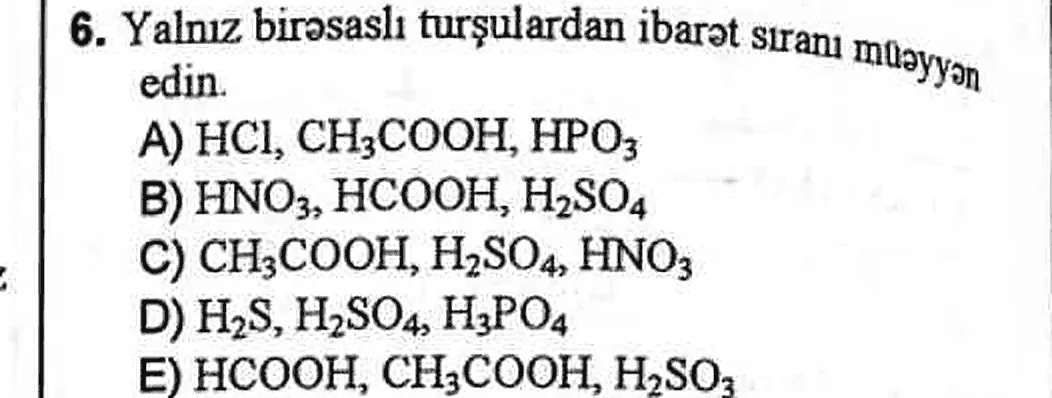 6. Yalnız birəsaslı turşulardan ibarət sıranı müəyyən
edin.
A) HCl, CH₃COOH, HPO₃
B) HNO₃, HCOOH, H₂SO₄
C) CH₃COOH, H₂SO₄, HNO₃
D) H₂S, H₂SO₄, H₃PO₄
E) HCOOH, CH₃COOH, H₂SO₃